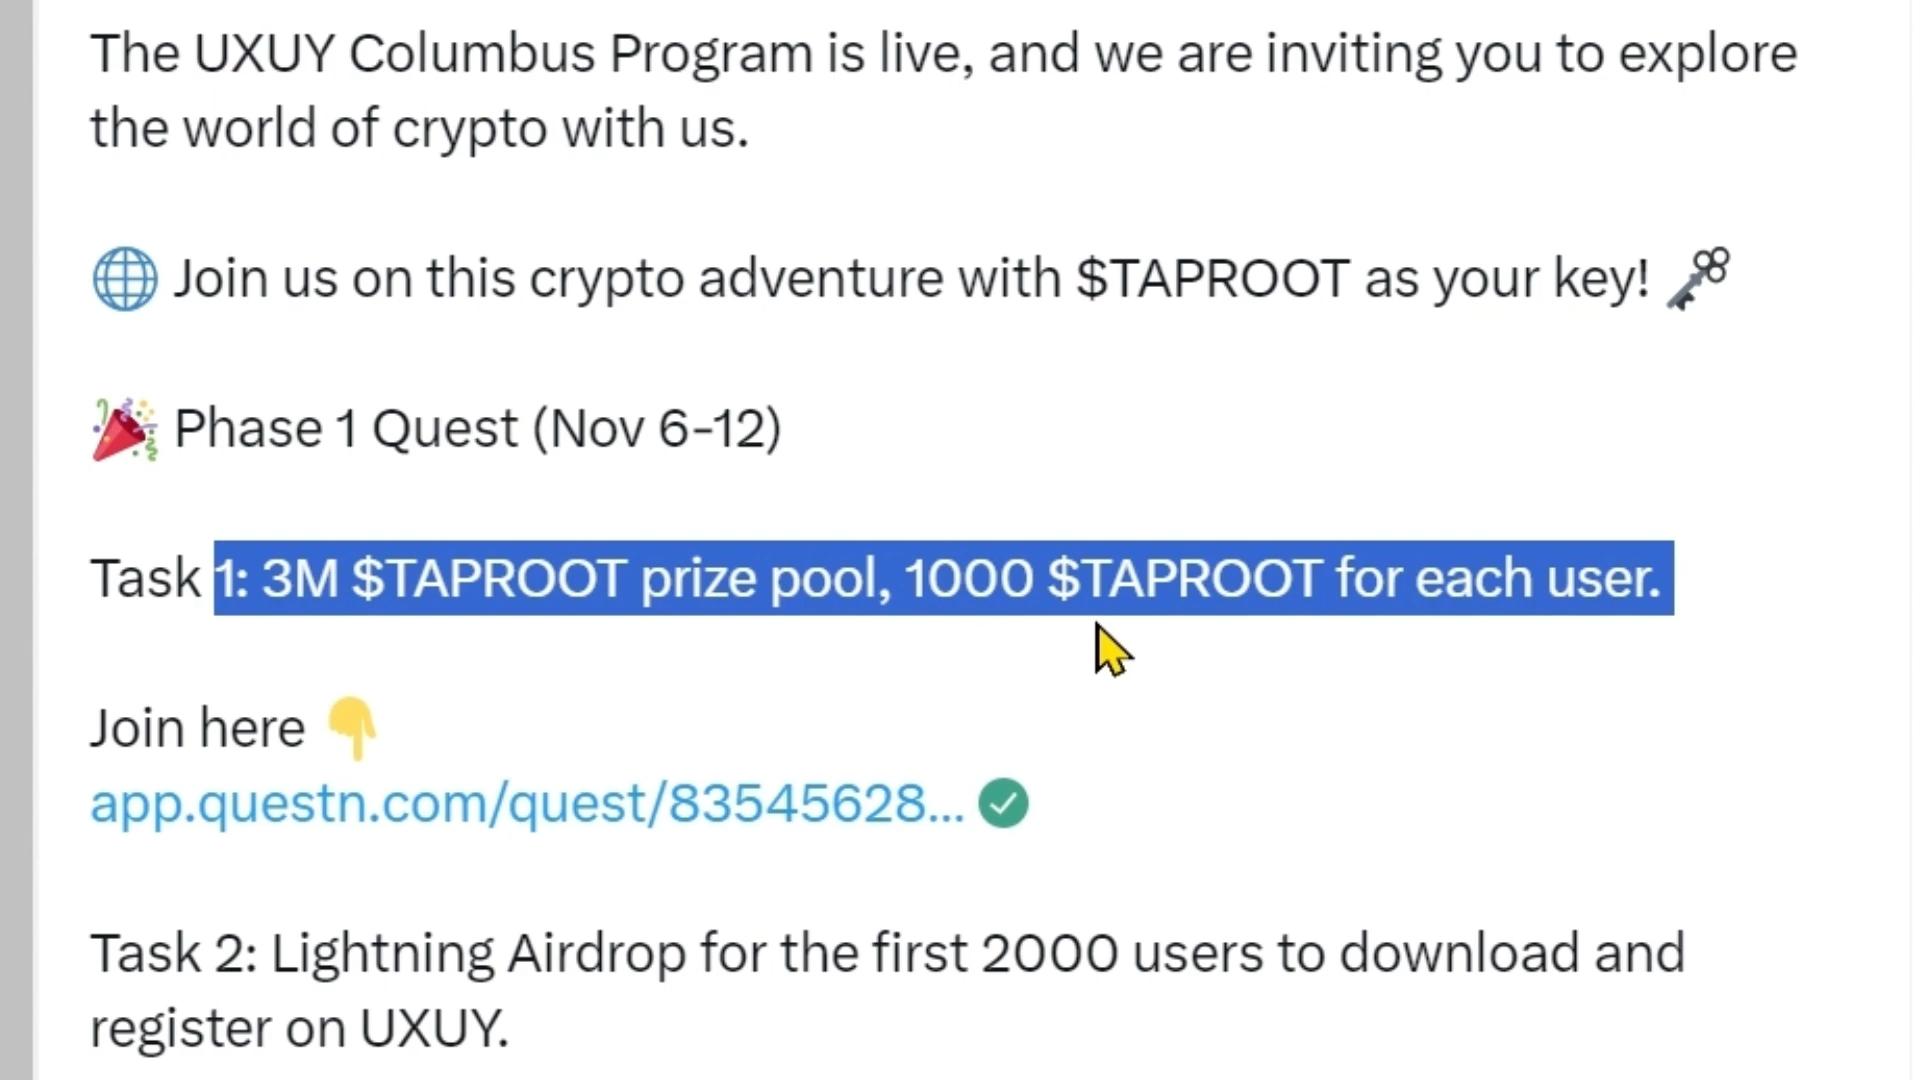 The UXUY Columbus Program is live, and we are inviting you to explore
the world of crypto with us.
🌐 Join us on this crypto adventure with $TAPROOT as your key! 🗝️
🎉 Phase 1 Quest (Nov 6-12)
Task 1: 3M $TAPROOT prize pool, 1000 $TAPROOT for each user.
Join here 👇
app.questn.com/quest/83545628...
Task 2: Lightning Airdrop for the first 2000 users to download and
register on UXUY.